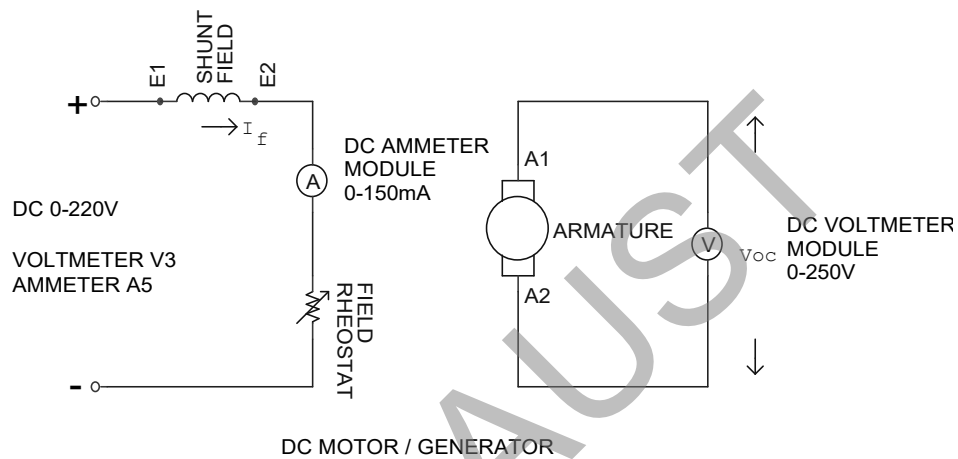 E1
SHUNT
FIELD
E2
+
If
A
DC AMMETER
MODULE
0-150mA
DC 0-220V
VOLTMETER V3
AMMETER A5
FIELD
RHEOSTAT
-
A1
ARMATURE
A2
V
Voc
DC VOLTMETER
MODULE
0-250V
DC MOTOR / GENERATOR
AUST